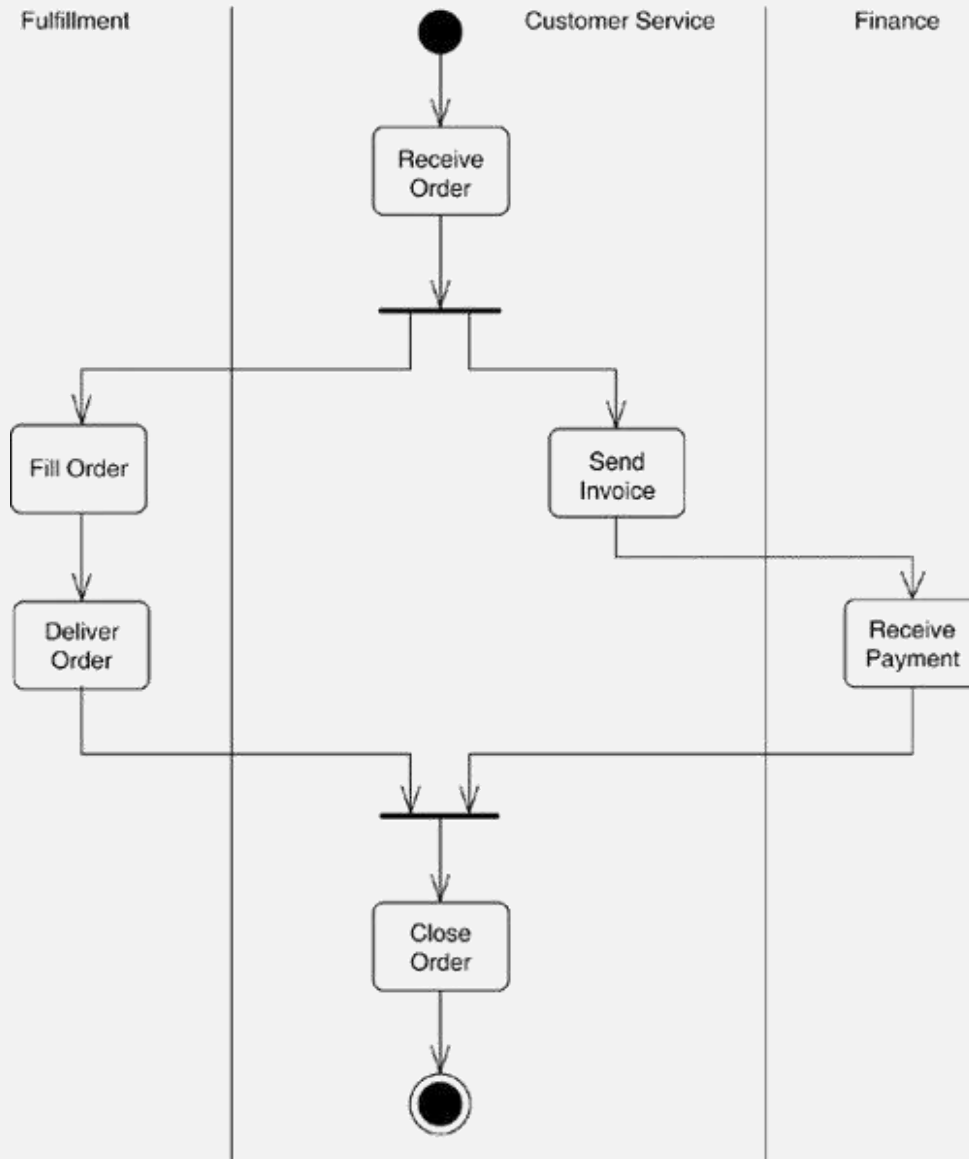 Fulfillment
Customer Service
Finance
Receive
Order
Fill Order
Send
Invoice
Deliver
Order
Receive
Payment
Close
Order